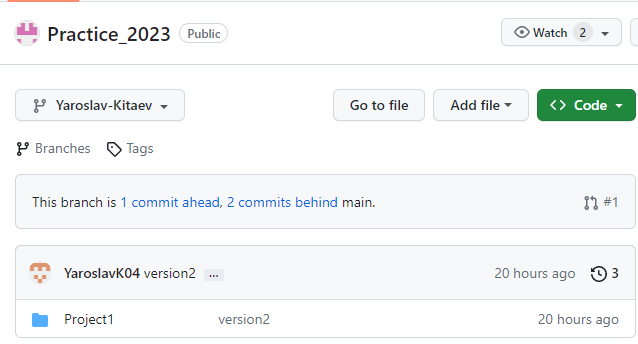 Practice_2023 Public Watch 2
Yaroslav-Kitaev Go to file Add file Code
Branches Tags
This branch is 1 commit ahead, 2 commits behind main. #1
YaroslavK04 version2 ... 20 hours ago 3
Project1 version2 20 hours ago